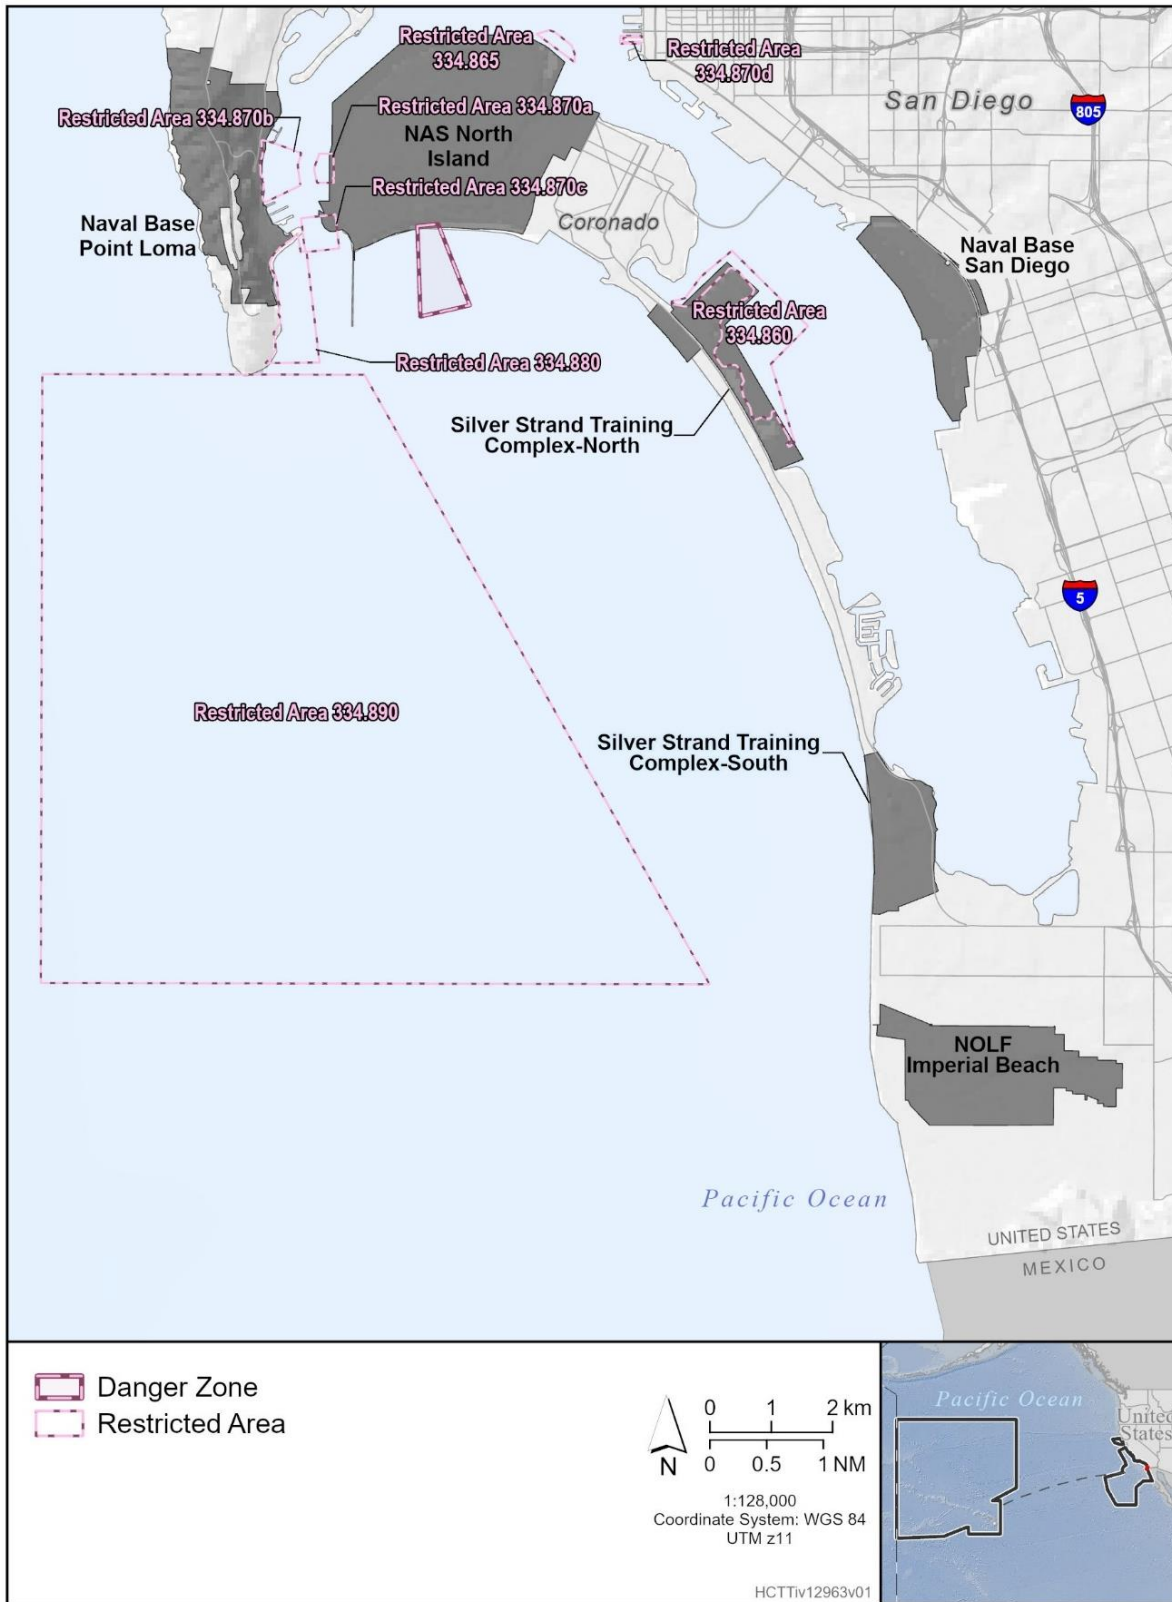 Restricted Area
334.865
Restricted Area
334.870d
San Diego
805
Restricted Area 334.870b
Restricted Area 334.870a
NAS North
Island
Restricted Area 334.870c
Naval Base
Point Loma
Coronado
Naval Base
San Diego
Restricted Area
334.860
Restricted Area 334.880
Silver Strand Training
Complex-North
5
Restricted Area 334.890
Silver Strand Training
Complex-South
NOLF
Imperial Beach
Pacific Ocean
UNITED STATES
MEXICO
Danger Zone
Restricted Area
N
0 1 2 km
0 0.5 1 NM
1:128,000
Coordinate System: WGS 84
UTM z11
HCTTiv12963v01
Pacific Ocean
United
States